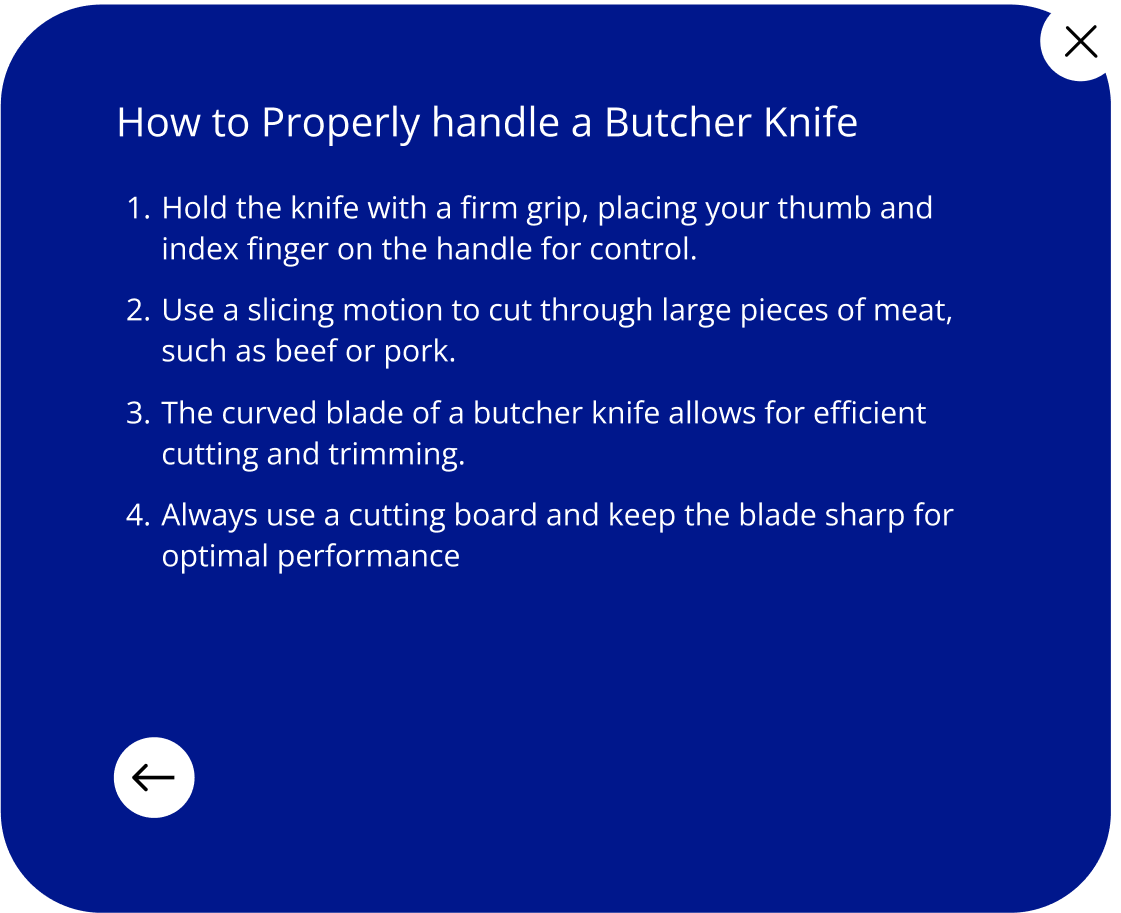 How to Properly handle a Butcher Knife
1. Hold the knife with a firm grip, placing your thumb and
index finger on the handle for control.
2. Use a slicing motion to cut through large pieces of meat,
such as beef or pork.
3. The curved blade of a butcher knife allows for efficient
cutting and trimming.
4. Always use a cutting board and keep the blade sharp for
optimal performance